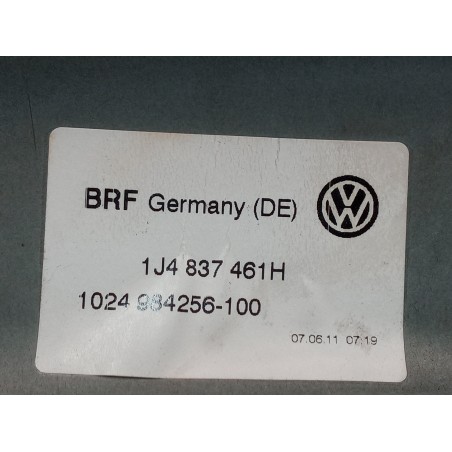 BRF Germany (DE)
1J4 837 461H
1024 984256-100
07.06.11 07:19